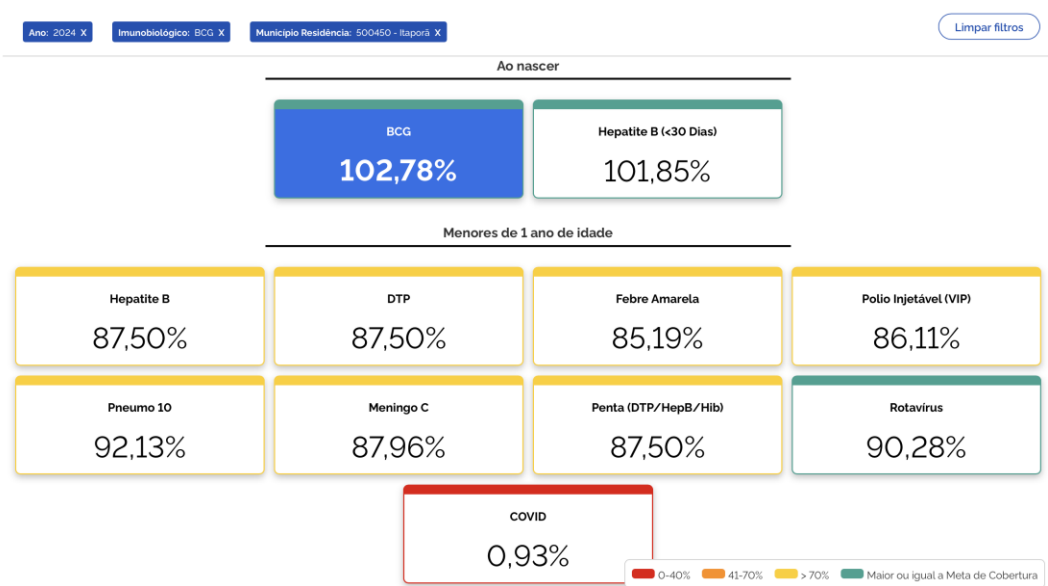 Ano: 2024 X Imunobiológico: BCG X Município Residência: 500450 - Itaporã X Limpar filtros
Ao nascer
BCG Hepatite B (<30 Dias)
102,78% 101,85%
Menores de 1 ano de idade
Hepatite B DTP Febre Amarela Polio Injetável (VIP)
87,50% 87,50% 85,19% 86,11%
Pneumo 10 Meningo C Penta (DTP/HepB/Hib) Rotavírus
92,13% 87,96% 87,50% 90,28%
COVID
0,93%
0-40% 41-70% > 70% Maior ou igual a Meta de Cobertura